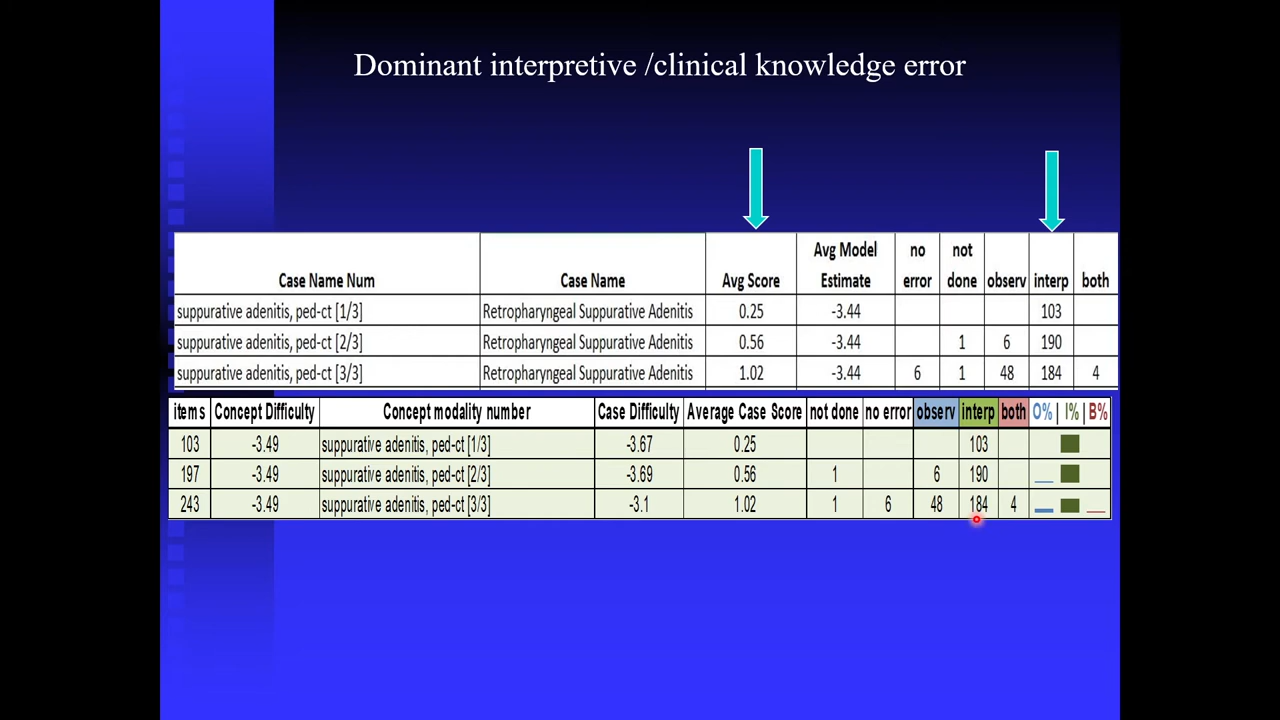 Dominant interpretive /clinical knowledge error
Case Name Num Case Name Avg Score Avg Model Estimate no error not done observ interp both
suppurative adenitis, ped-ct [1/3] Retropharyngeal Suppurative Adenitis 0.25 -3.44 103
suppurative adenitis, ped-ct [2/3] Retropharyngeal Suppurative Adenitis 0.56 -3.44 1 6 190
suppurative adenitis, ped-ct [3/3] Retropharyngeal Suppurative Adenitis 1.02 -3.44 6 1 48 184 4
items Concept Difficulty Concept modality number Case Difficulty Average Case Score not done no error observ interp both O% | I% | B%
103 -3.49 suppurative adenitis, ped-ct [1/3] -3.67 0.25 103
197 -3.49 suppurative adenitis, ped-ct [2/3] -3.69 0.56 1 6 190
243 -3.49 suppurative adenitis, ped-ct [3/3] -3.1 1.02 1 6 48 184 4